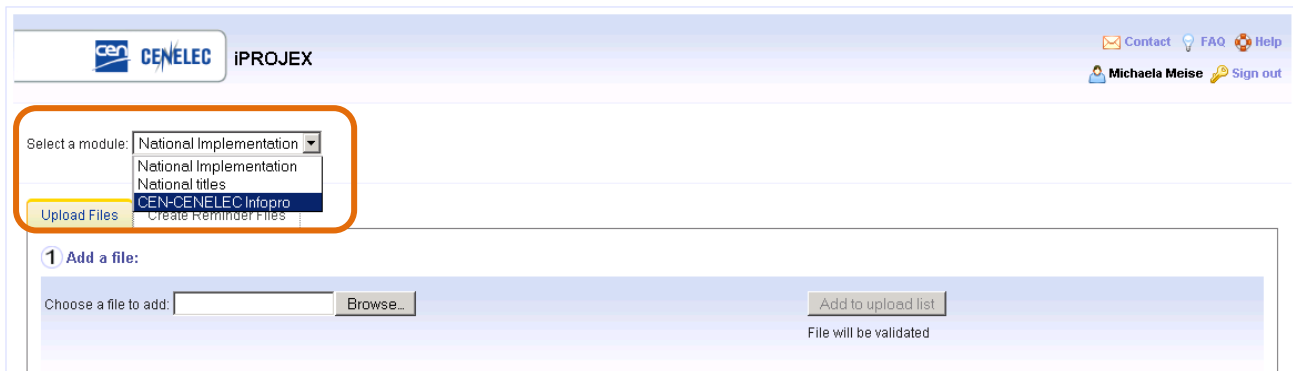 cen CENELEC iPROJEX
Contact FAQ Help
Michaela Meise Sign out
Select a module: National Implementation
National Implementation
National titles
CEN-CENELEC Infopro
Upload Files Create Reminder Files
1 Add a file:
Choose a file to add: Browse... Add to upload list
File will be validated